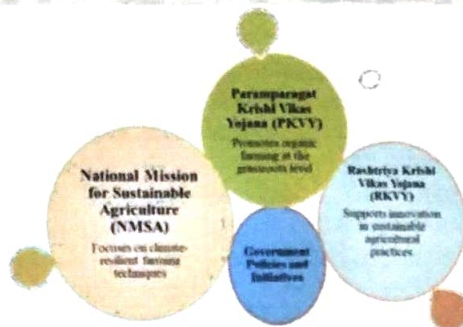 Paramparagat
Krishi Vikas
Yojana (PKVY)
Promotes organic
farming at the
grassroots level
National Mission
for Sustainable
Agriculture
(NMSA)
Focuses on climate-
resilient farming
techniques
Rashtriya Krishi
Vikas Yojana
(RKVY)
Supports innovation
in sustainable
agricultural
practices
Government
Policies and
Initiatives